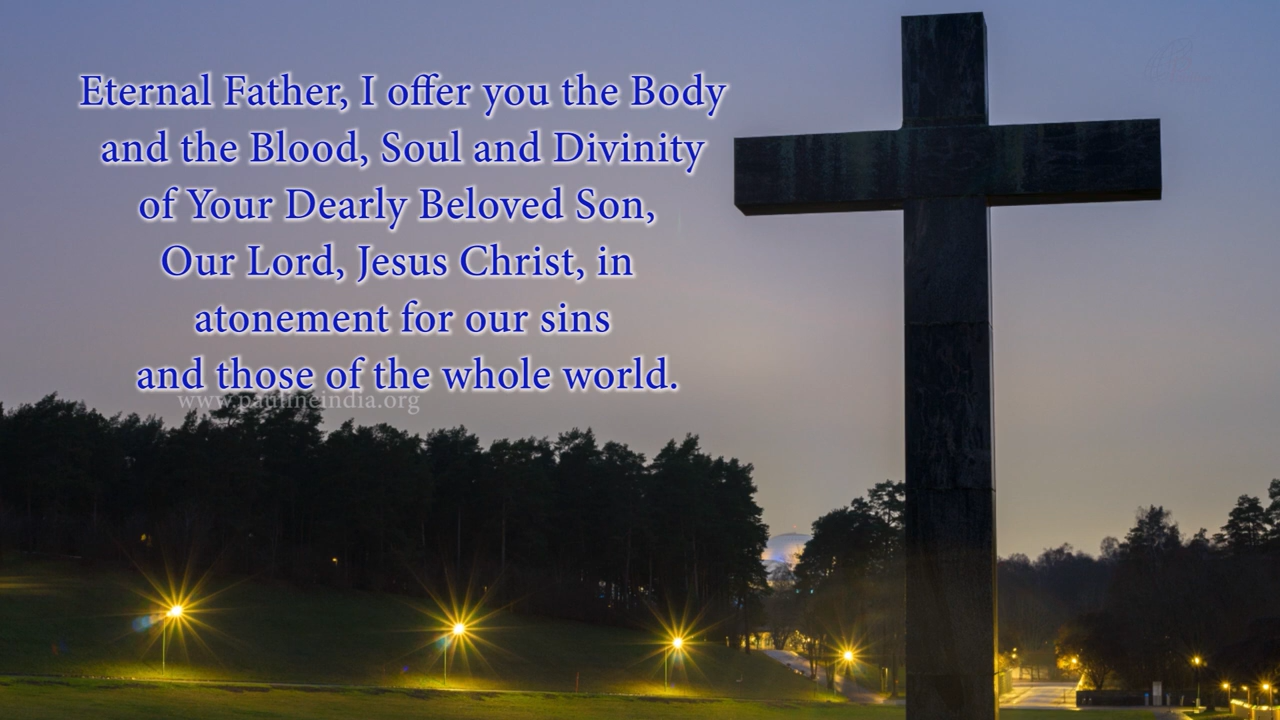 Eternal Father, I offer you the Body
and the Blood, Soul and Divinity
of Your Dearly Beloved Son,
Our Lord, Jesus Christ, in
atonement for our sins
and those of the whole world.
www.paulineindia.org